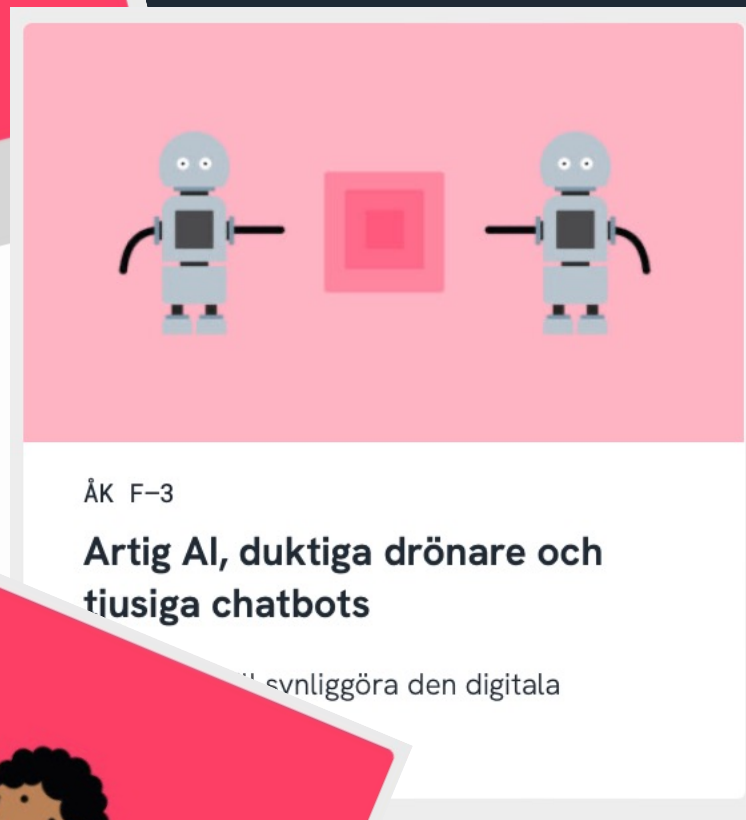 ÅK F–3
Artig AI, duktiga drönare och
tjusiga chatbots
synliggöra den digitala